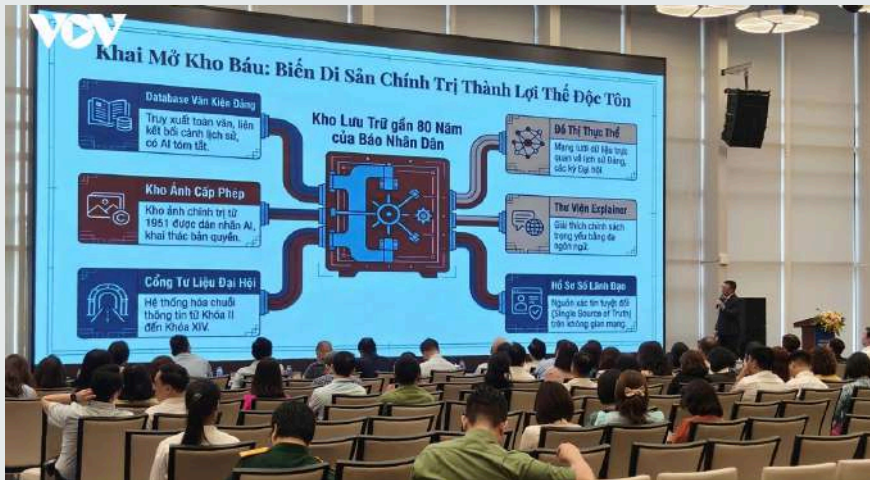 VOV
Khai Mở Kho Báu: Biến Di Sản Chính Trị Thành Lợi Thế Độc Tôn
Database Văn Kiện Đảng
Truy xuất toàn văn, liên
kết bối cảnh lịch sử,
có AI tóm tắt.
Kho Lưu Trữ gần 80 Năm
của Báo Nhân Dân
Đồ Thị Thực Thể
Mạng lưới dữ liệu trực
quan về lịch sử Đảng,
các kỳ Đại hội
Kho Ảnh Cấp Phép
Kho ảnh chính trị từ
1951 được dán nhãn AI,
khai thác bản quyền.
Thư Viện Explainer
Giải thích chính sách
trọng yếu bằng đa
ngôn ngữ.
Cổng Tư Liệu Đại Hội
Hệ thống hóa chuỗi
thông tin từ Khóa II
đến Khóa XIV.
Hồ Sơ Số Lãnh Đạo
Nguồn xác tín tuyệt đối
(Single Source of Truth)
trên không gian mạng.